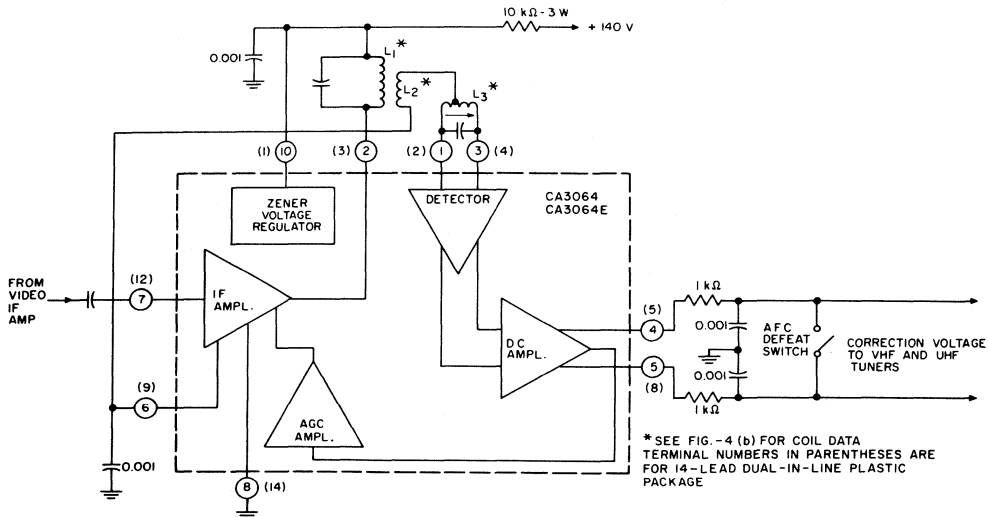 10 kΩ-3 W
+ 140 V
0.001
L1*
L2*
L3*
(1) 10
(3) 2
(2) 1
3 (4)
ZENER
VOLTAGE
REGULATOR
DETECTOR
CA3064
CA3064E
FROM
VIDEO
IF
AMP
(12)
7
IF
AMPL.
DC
AMPL.
(5)
4
5
(8)
1 kΩ
0.001
0.001
1 kΩ
AFC
DEFEAT
SWITCH
CORRECTION VOLTAGE
TO VHF AND UHF
TUNERS
(9)
6
AGC
AMPL.
0.001
8 (14)
*SEE FIG.-4 (b) FOR COIL DATA
TERMINAL NUMBERS IN PARENTHESES ARE
FOR 14-LEAD DUAL-IN-LINE PLASTIC
PACKAGE